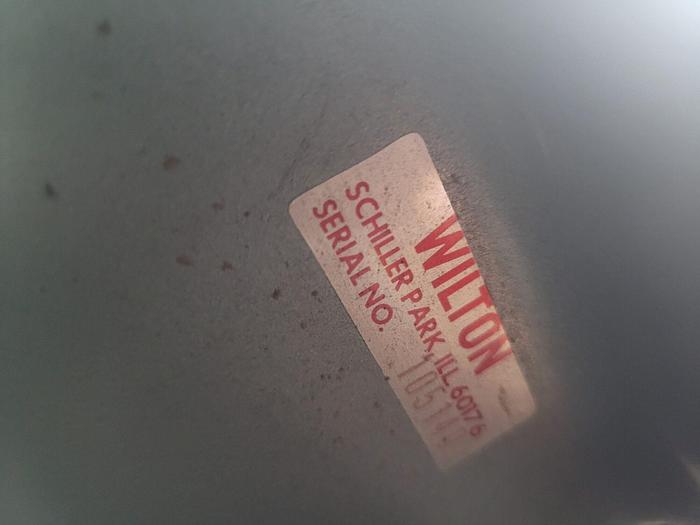 WILTON
SCHILLER PARK, ILL. 60176
SERIAL NO.